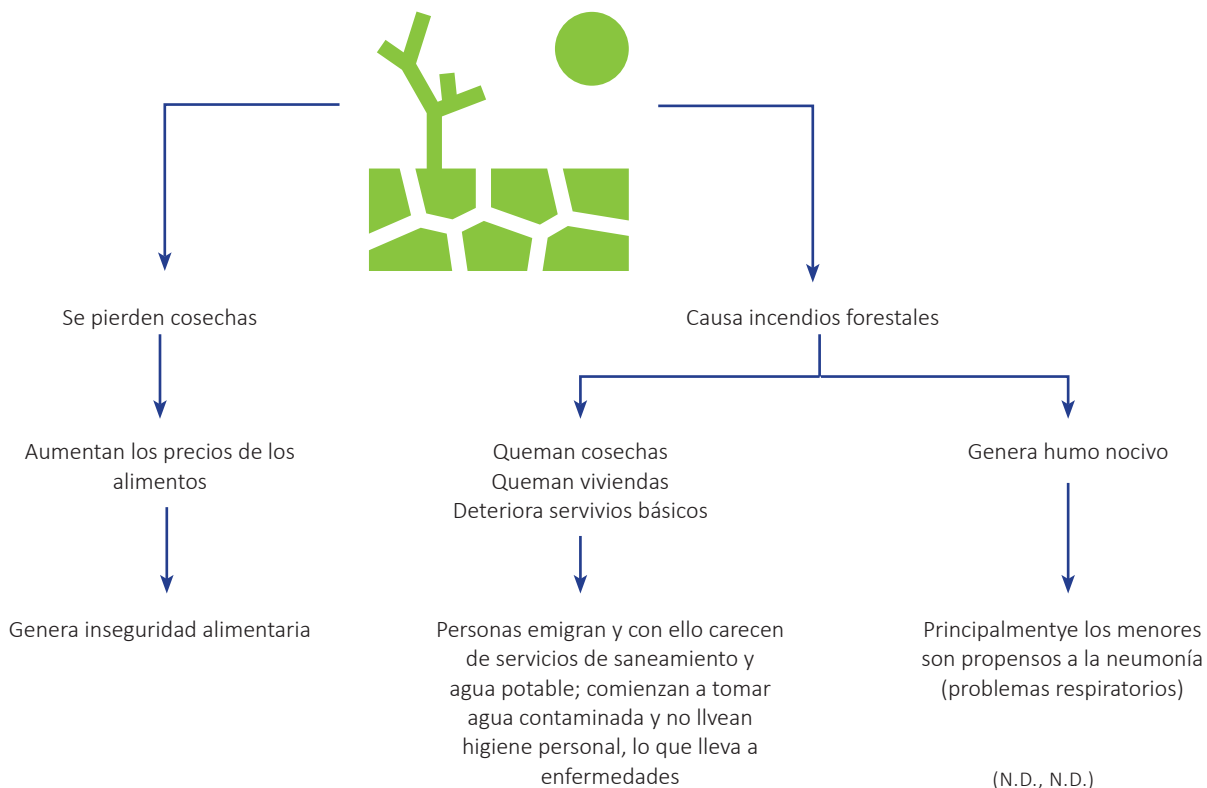 Se pierden cosechas
Causa incendios forestales
Aumentan los precios de los
alimentos
Queman cosechas
Queman viviendas
Deteriora servivios básicos
Genera humo nocivo
Genera inseguridad alimentaria
Personas emigran y con ello carecen
de servicios de saneamiento y
agua potable; comienzan a tomar
agua contaminada y no llvean
higiene personal, lo que lleva a
enfermedades
Principalmentye los menores
son propensos a la neumonía
(problemas respiratorios)
(N.D., N.D.)